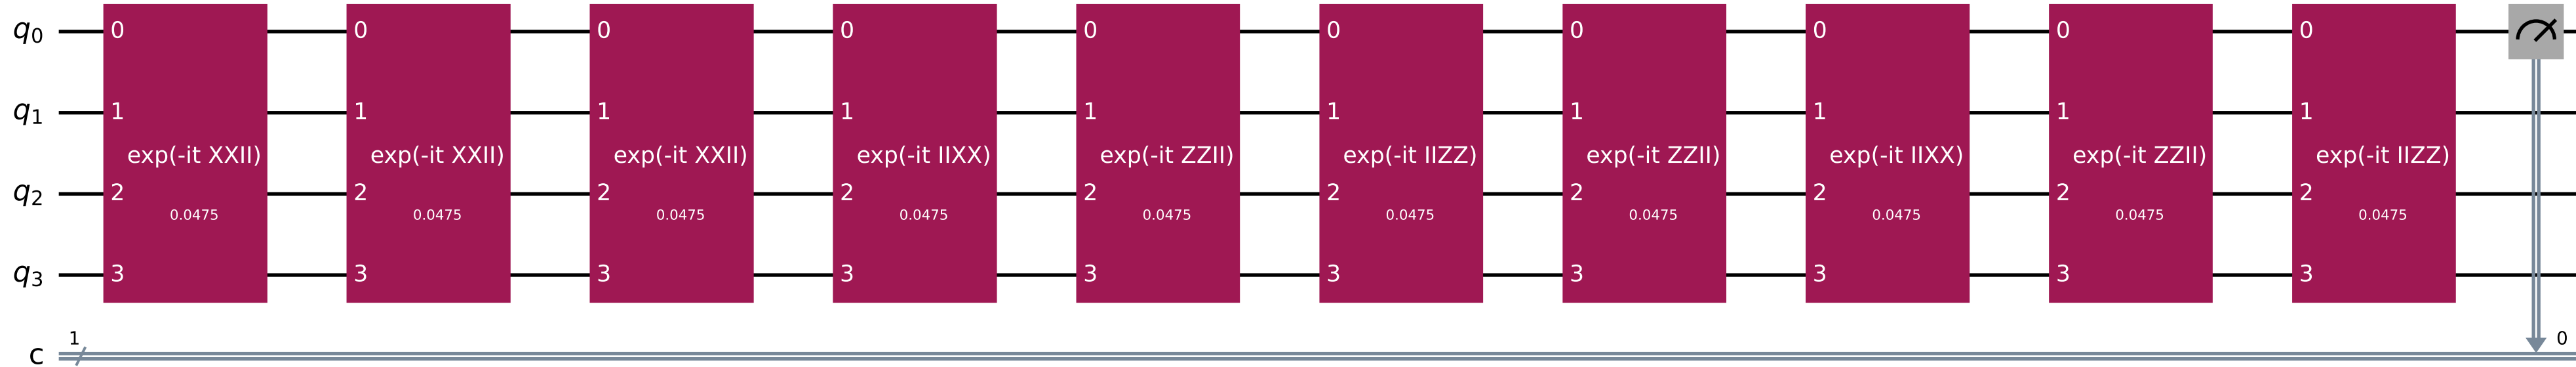 q0 0 0 0 0 0 0 0 0 0 0
q1 1 1 1 1 1 1 1 1 1 1
exp(-it XXII) exp(-it XXII) exp(-it XXII) exp(-it IIXX) exp(-it ZZII) exp(-it IIZZ) exp(-it ZZII) exp(-it IIXX) exp(-it ZZII) exp(-it IIZZ)
q2 2 2 2 2 2 2 2 2 2 2
0.0475 0.0475 0.0475 0.0475 0.0475 0.0475 0.0475 0.0475 0.0475 0.0475
q3 3 3 3 3 3 3 3 3 3 3
1 0
c